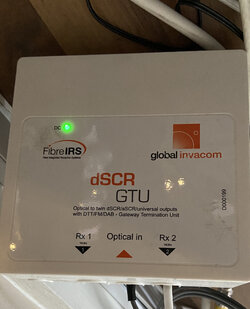 DC
FibreIRS
global invacom
dSCR
GTU
Optical to twin dSCR/aSCR/universal outputs
with DTT/FM/DAB - Gateway Termination Unit
Rx 1
Optical in
Rx 2